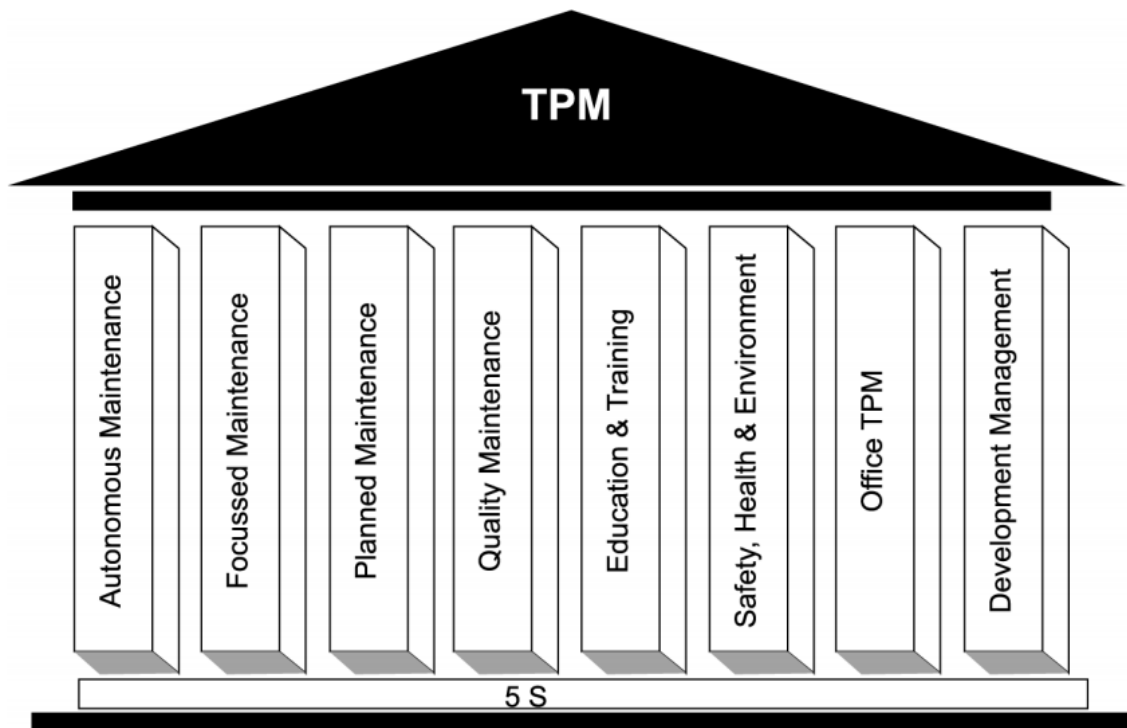 TPM
Autonomous Maintenance
Focussed Maintenance
Planned Maintenance
Quality Maintenance
Education & Training
Safety, Health & Environment
Office TPM
Development Management
5 S